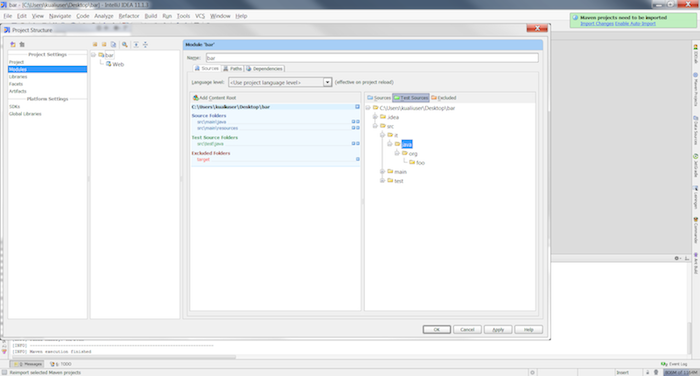 bar - [C:\Users\kualiuser\Desktop\bar] - IntelliJ IDEA 11.1.3
File Edit View Navigate Code Analyze Refactor Build Run Tools VCS Window Help
Maven projects need to be imported
Import Changes Enable Auto-Import
Project Structure
Project Settings
Project
Modules
Libraries
Facets
Artifacts
Platform Settings
SDKs
Global Libraries
bar
Web
Module 'bar'
Name: bar
Sources Paths Dependencies
Language level: <Use project language level> (effective on project reload)
Add Content Root
C:\Users\kualiuser\Desktop\bar
Source Folders
src\main\java
src\main\resources
Test Source Folders
src\test\java
Excluded Folders
target
Sources Test Sources Excluded
C:\Users\kualiuser\Desktop\bar
.idea
src
it
java
org
foo
main
test
OK Cancel Apply Help
[INFO] Maven execution finished
Messages 6: TODO
Event Log
Reimport selected Maven projects
Insert